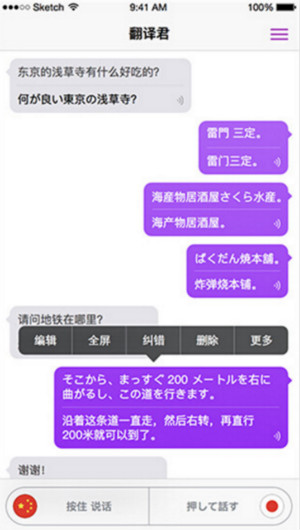 Sketch
9:41 AM
100%
翻译君
东京的浅草寺有什么好吃的?
何が良い東京の浅草寺?
雷門 三定。
雷门三定。
海産物居酒屋さくら水産。
海产物居酒屋。
ばくだん焼本舗。
炸弹烧本铺。
请问地铁在哪里?
编辑
全屏
纠错
删除
更多
そこから、まっすぐ 200 メートルを右に
曲がるし、この道を行きます。
沿着这条道一直走，然后右转，再直行
200米就可以到了。
谢谢!
按住 说话
押して話す